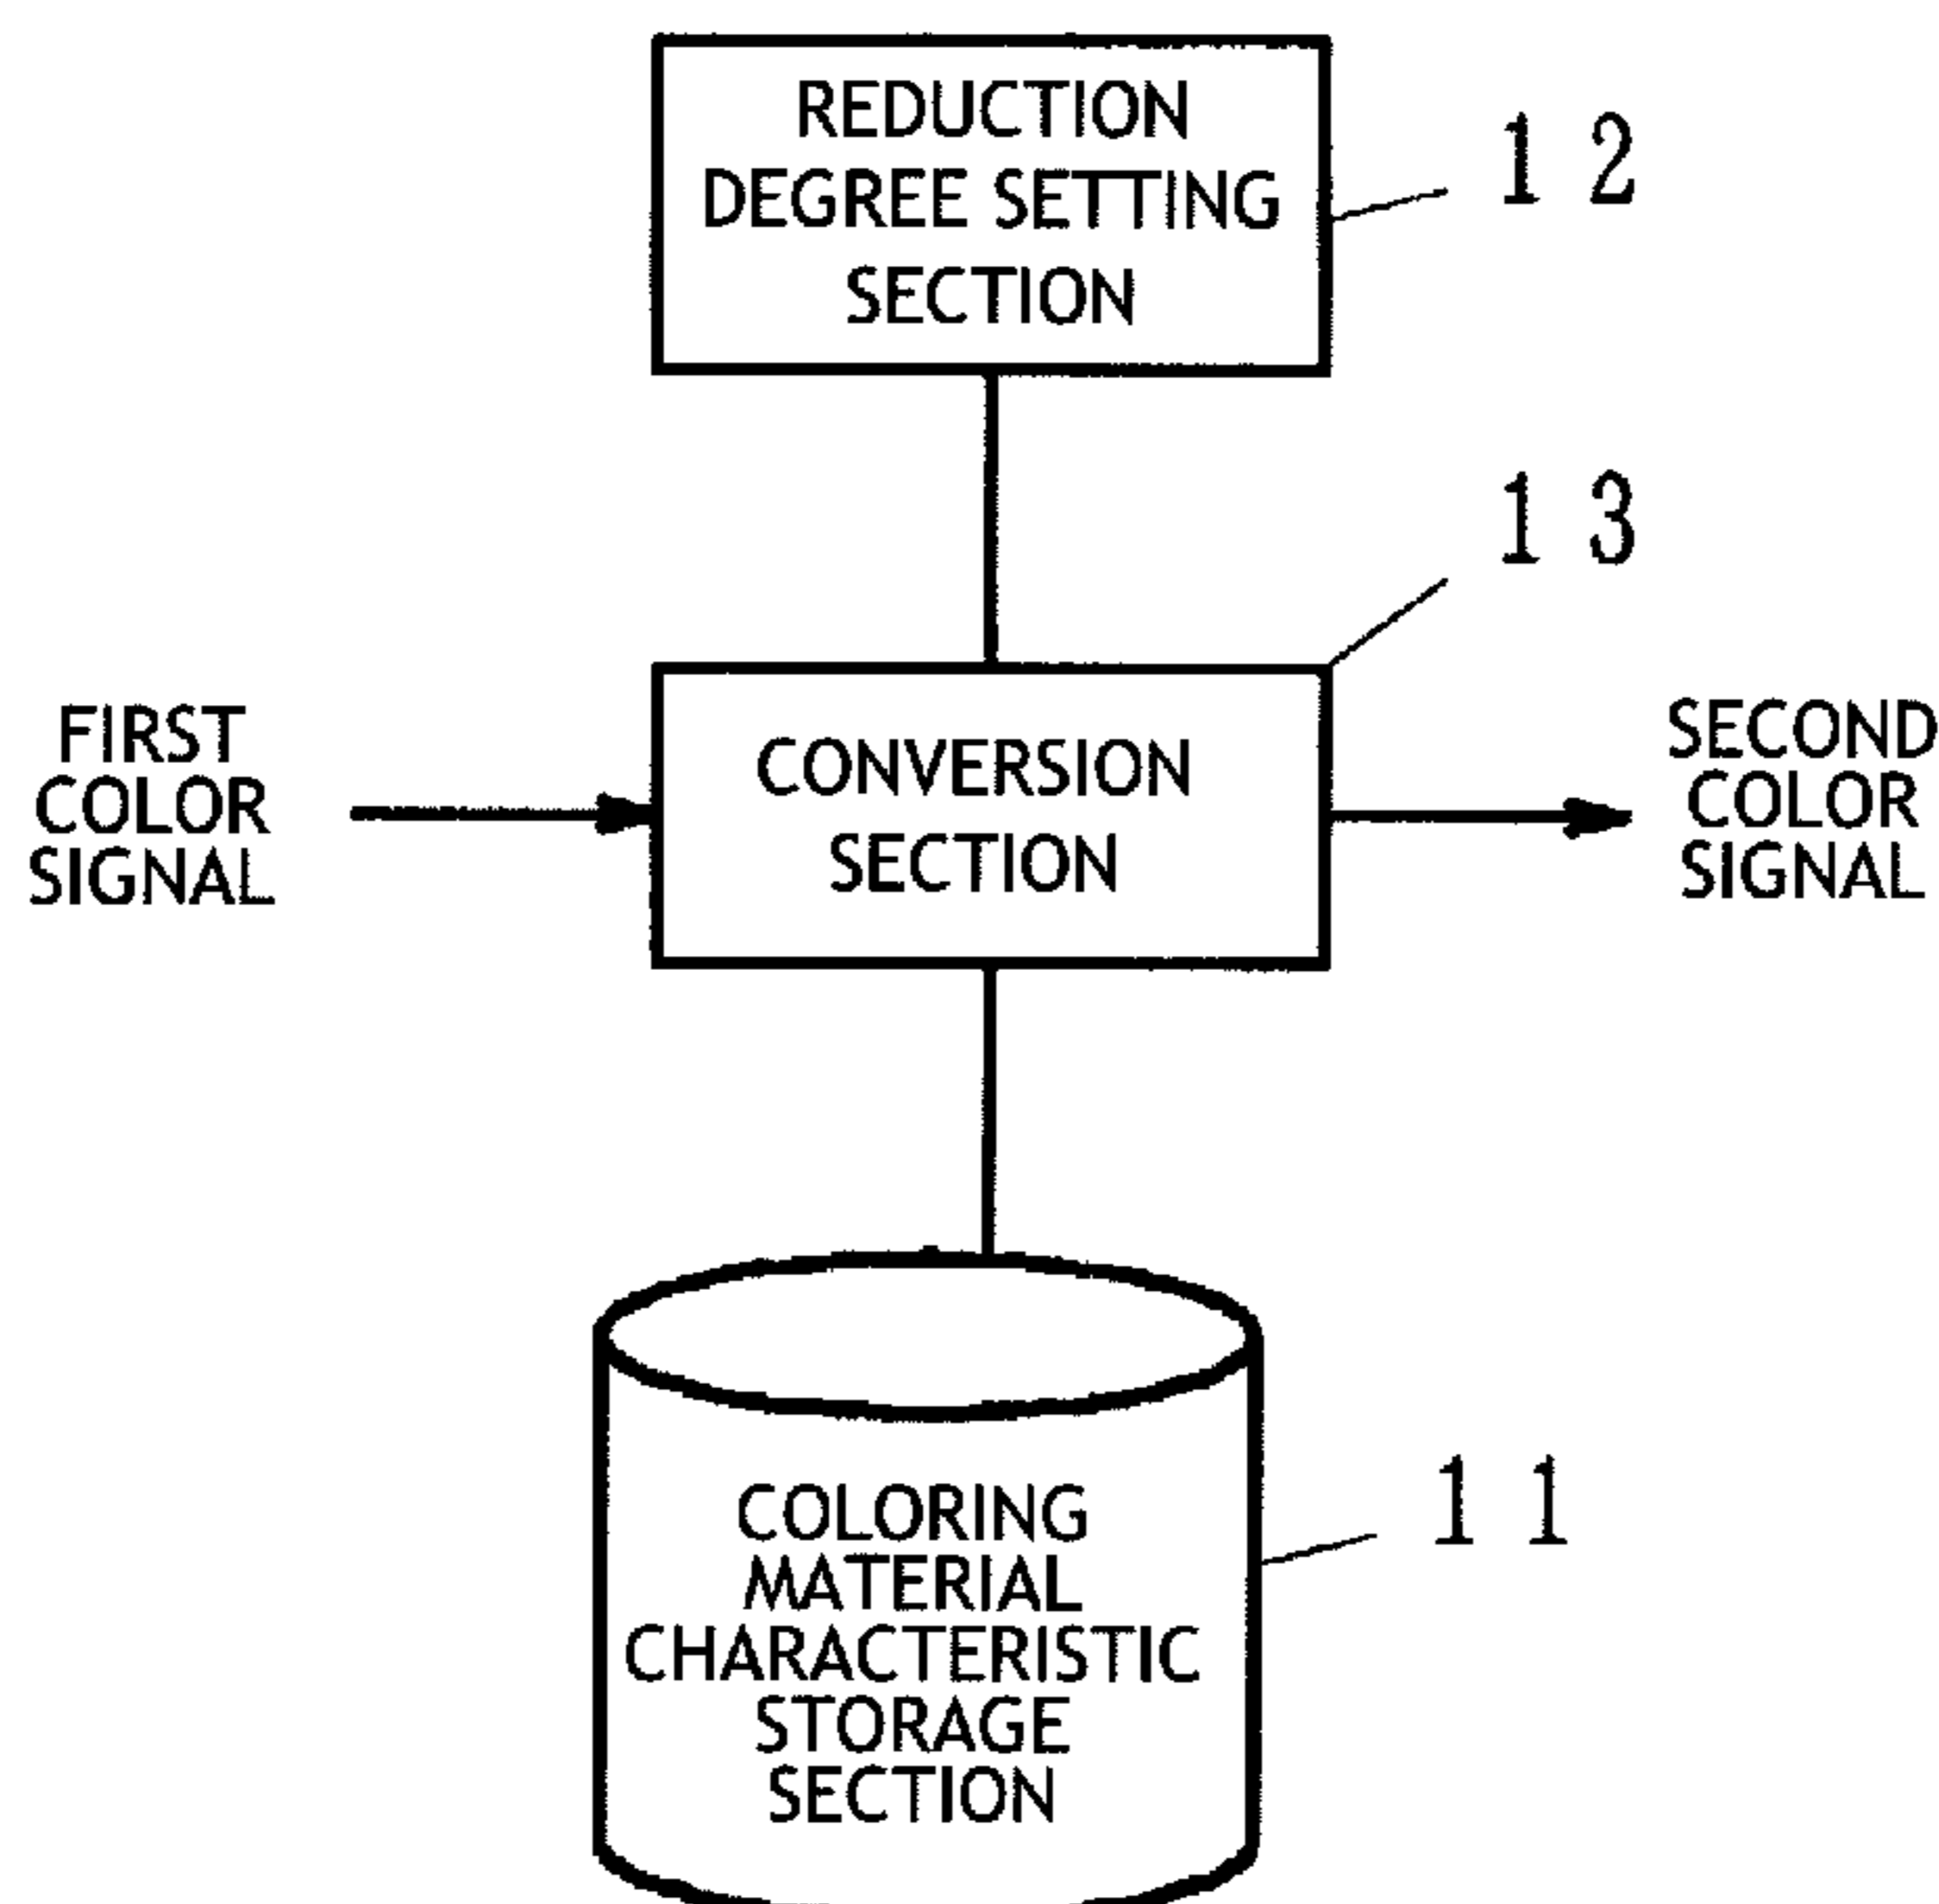 REDUCTION
DEGREE SETTING
SECTION
12
13
FIRST
COLOR
SIGNAL
CONVERSION
SECTION
SECOND
COLOR
SIGNAL
COLORING
MATERIAL
CHARACTERISTIC
STORAGE
SECTION
11